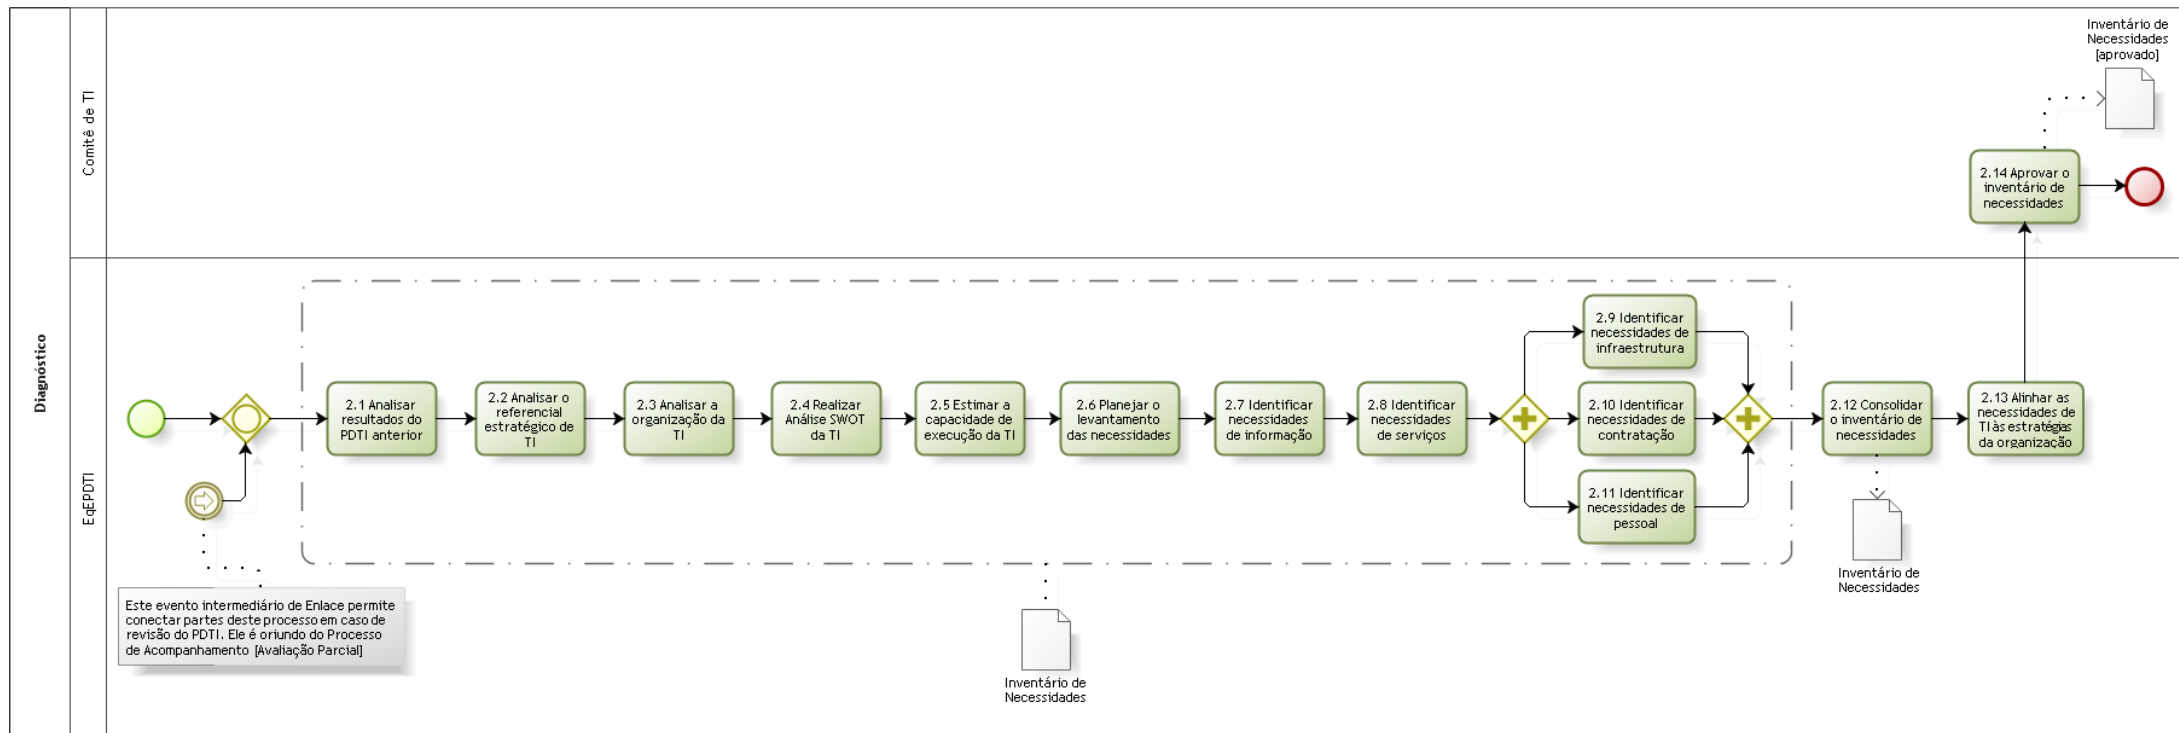 Diagnóstico
Comitê de TI
EqEPDTI
Inventário de
Necessidades
[aprovado]
2.14 Aprovar o
inventário de
necessidades
2.1 Analisar
resultados do
PDTI anterior
2.2 Analisar o
referencial
estratégico de
TI
2.3 Analisar a
organização da
TI
2.4 Realizar
Análise SWOT
da TI
2.5 Estimar a
capacidade de
execução da TI
2.6 Planejar o
levantamento
das necessidades
2.7 Identificar
necessidades
de informação
2.8 Identificar
necessidades
de serviços
2.9 Identificar
necessidades de
infraestrutura
2.10 Identificar
necessidades de
contratação
2.11 Identificar
necessidades de
pessoal
2.12 Consolidar
o inventário de
necessidades
2.13 Alinhar as
necessidades de
TI às estratégias
da organização
Inventário de
Necessidades
Este evento intermediário de Enlace permite
conectar partes deste processo em caso de
revisão do PDTI. Ele é oriundo do Processo
de Acompanhamento [Avaliação Parcial]
Inventário de
Necessidades